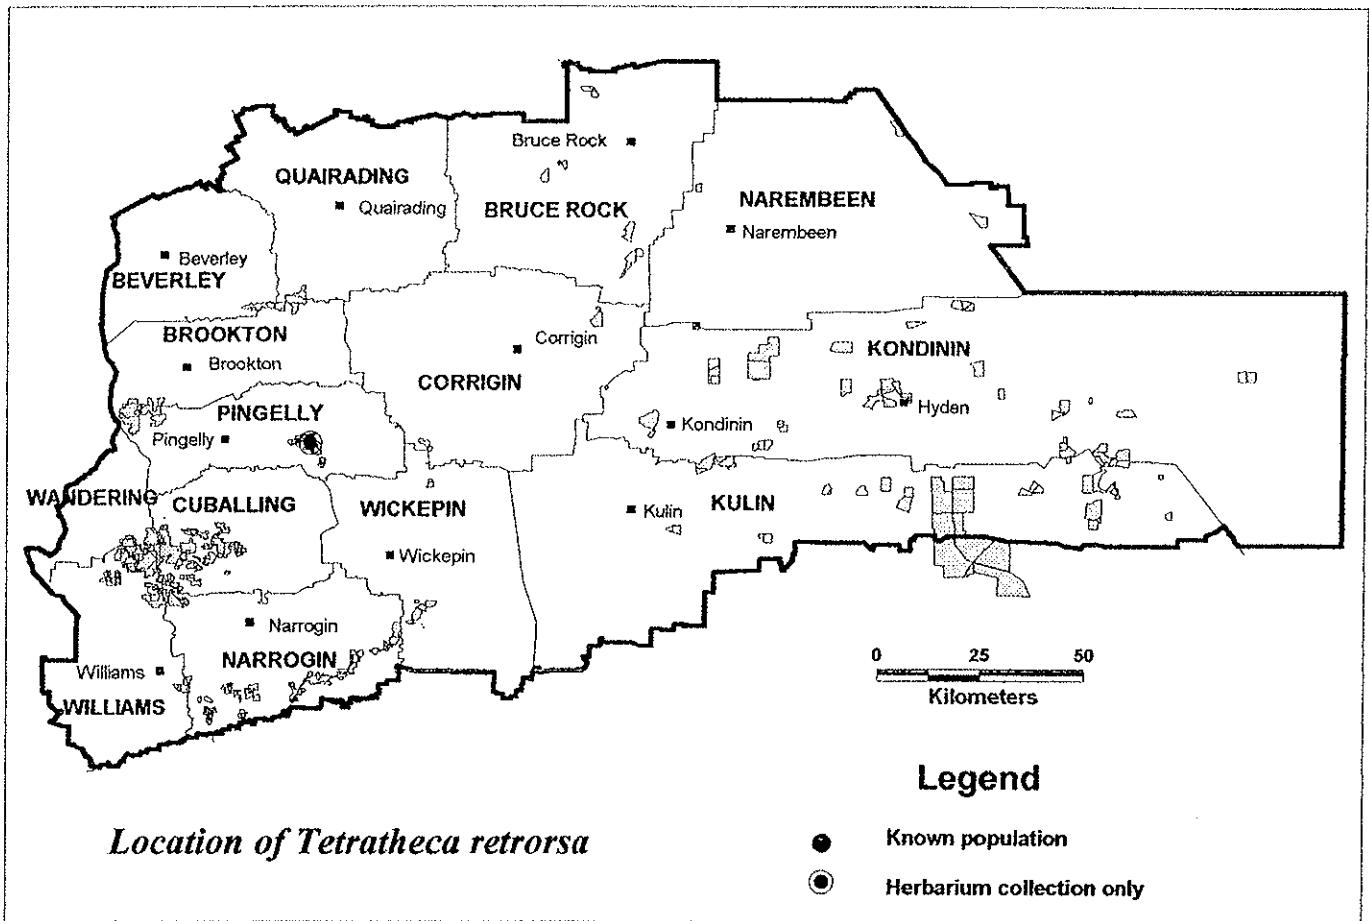 Bruce Rock
QUAIRADING
Quairading
BRUCE ROCK
NAREMBEEN
Narembeen
Beverley
BEVERLEY
BROOKTON
Brookton
Corrigin
CORRIGIN
KONDININ
Hyden
PINGELLY
Pingelly
Kondinin
WANDERING
CUBALLING
WICKEPIN
Kulin
KULIN
Wickepin
Narrogin
NARROGIN
Williams
WILLIAMS
0 25 50
Kilometers
Legend
Location of Tetratheca retrorsa
Known population
Herbarium collection only